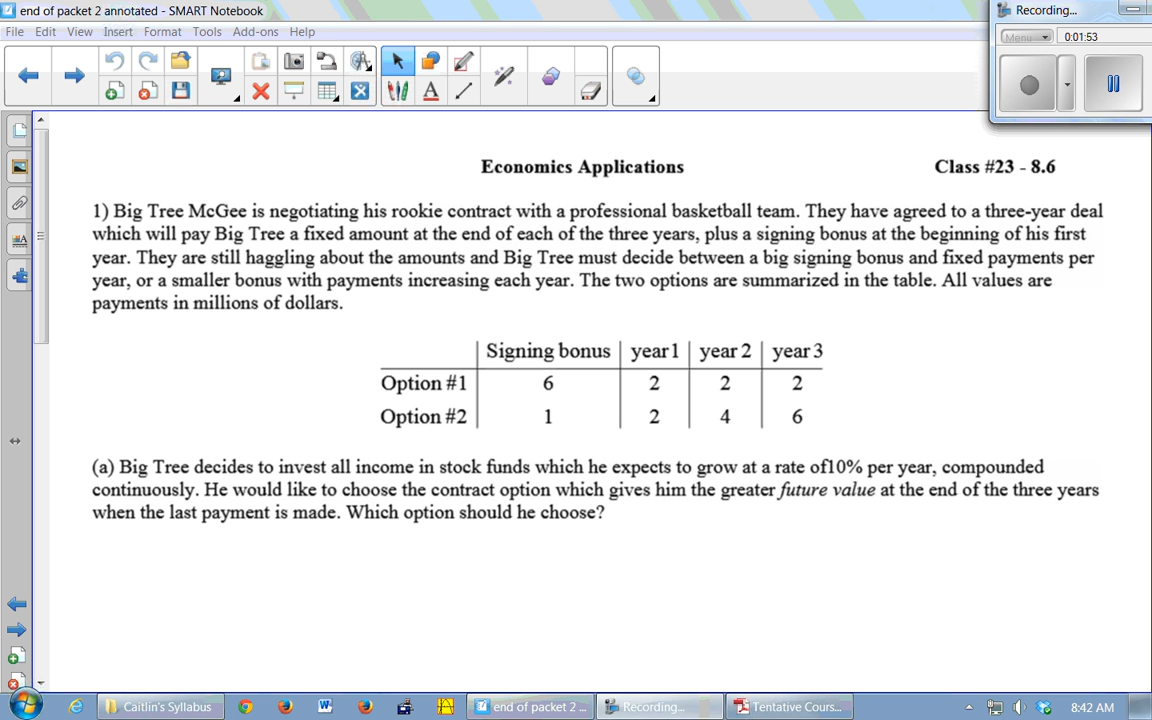 end of packet 2 annotated - SMART Notebook
Recording...
File Edit View Insert Format Tools Add-ons Help
Menu
0:01:53
Economics Applications
Class #23 - 8.6
1) Big Tree McGee is negotiating his rookie contract with a professional basketball team. They have agreed to a three-year deal
which will pay Big Tree a fixed amount at the end of each of the three years, plus a signing bonus at the beginning of his first
year. They are still haggling about the amounts and Big Tree must decide between a big signing bonus and fixed payments per
year, or a smaller bonus with payments increasing each year. The two options are summarized in the table. All values are
payments in millions of dollars.
Signing bonus year 1 year 2 year 3
Option #1 6 2 2 2
Option #2 1 2 4 6
(a) Big Tree decides to invest all income in stock funds which he expects to grow at a rate of10% per year, compounded
continuously. He would like to choose the contract option which gives him the greater future value at the end of the three years
when the last payment is made. Which option should he choose?
Caitlin's Syllabus
end of packet 2 ...
Recording...
Tentative Cours...
8:42 AM